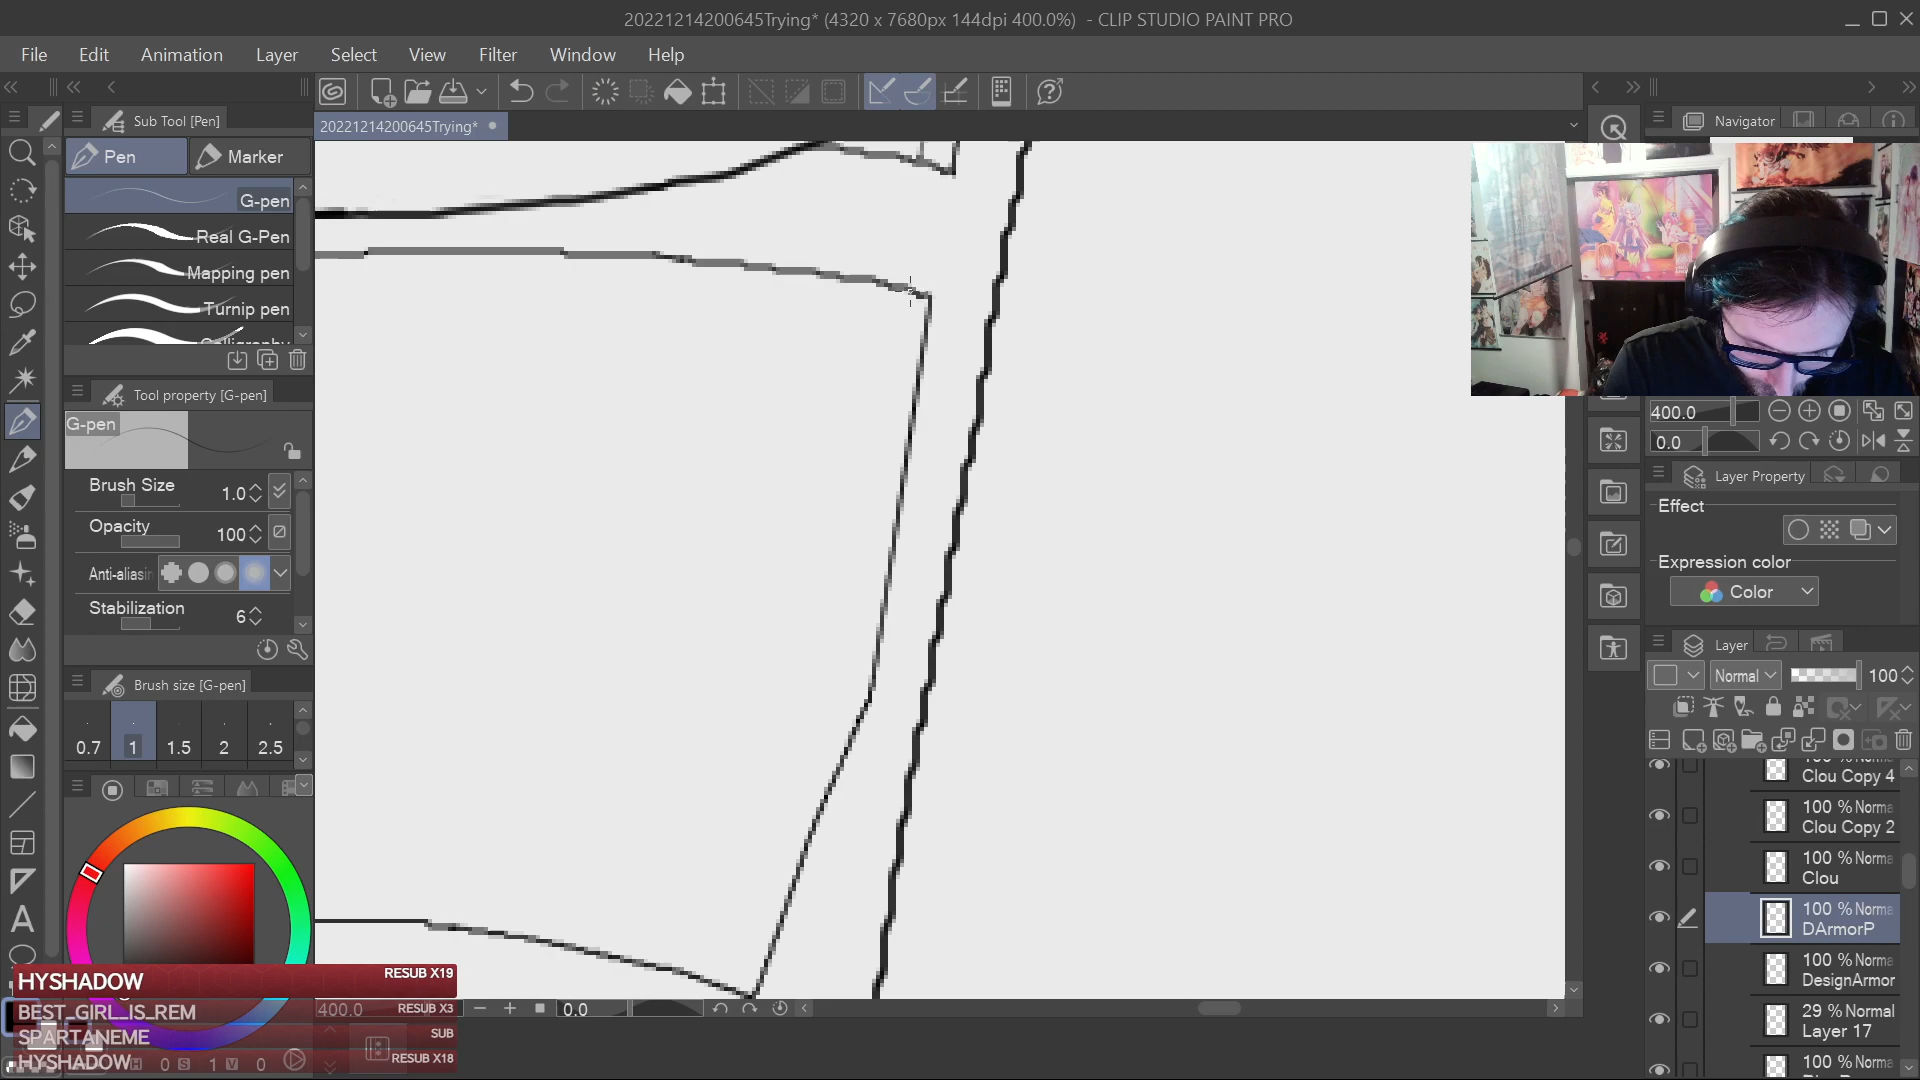 20221214200645Trying* (4320 x 7680px 144dpi 400.0%) - CLIP STUDIO PAINT PRO
File Edit Animation Layer Select View Filter Window Help
Sub Tool [Pen]
20221214200645Trying*
Navigator
Pen Marker
G-pen
Real G-Pen
Mapping pen
Turnip pen
Tool property [G-pen]
G-pen
Brush Size 1.0
Opacity 100
Anti-aliasin
Stabilization 6
Brush size [G-pen]
0.7 1 1.5 2 2.5
400.0
0.0
Layer Property
Effect
Expression color
Color
Layer
Normal 100
Clou Copy 4
100 % Norma
Clou Copy 2
100 % Norma
Clou
100 % Norma
DArmorP
100 % Norma
DesignArmor
29 % Normal
Layer 17
100 % Norma
HYSHADOW RESUB X19
BEST_GIRL_IS_REM RESUB X3
SPARTANEME SUB
HYSHADOW RESUB X18
400.0 0.0
H 0 S 1 V 0